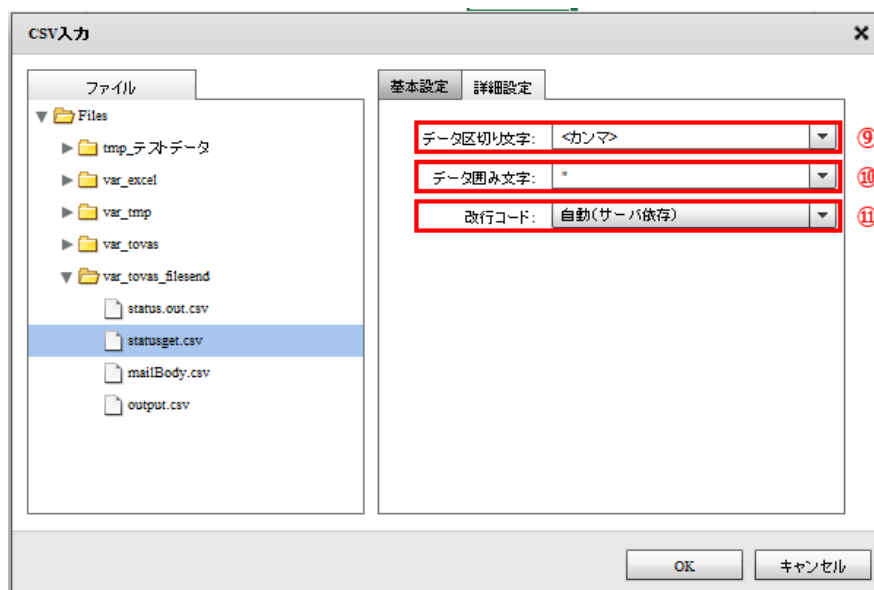 CSV入力
ファイル
Files
tmp_テストデータ
var_excel
var_tmp
var_tovas
var_tovas_filesend
status.out.csv
statusget.csv
mailBody.csv
output.csv
基本設定 詳細設定
データ区切り文字: <カンマ> ⑨
データ囲み文字: " ⑩
改行コード: 自動(サーバ依存) ⑪
OK キャンセル